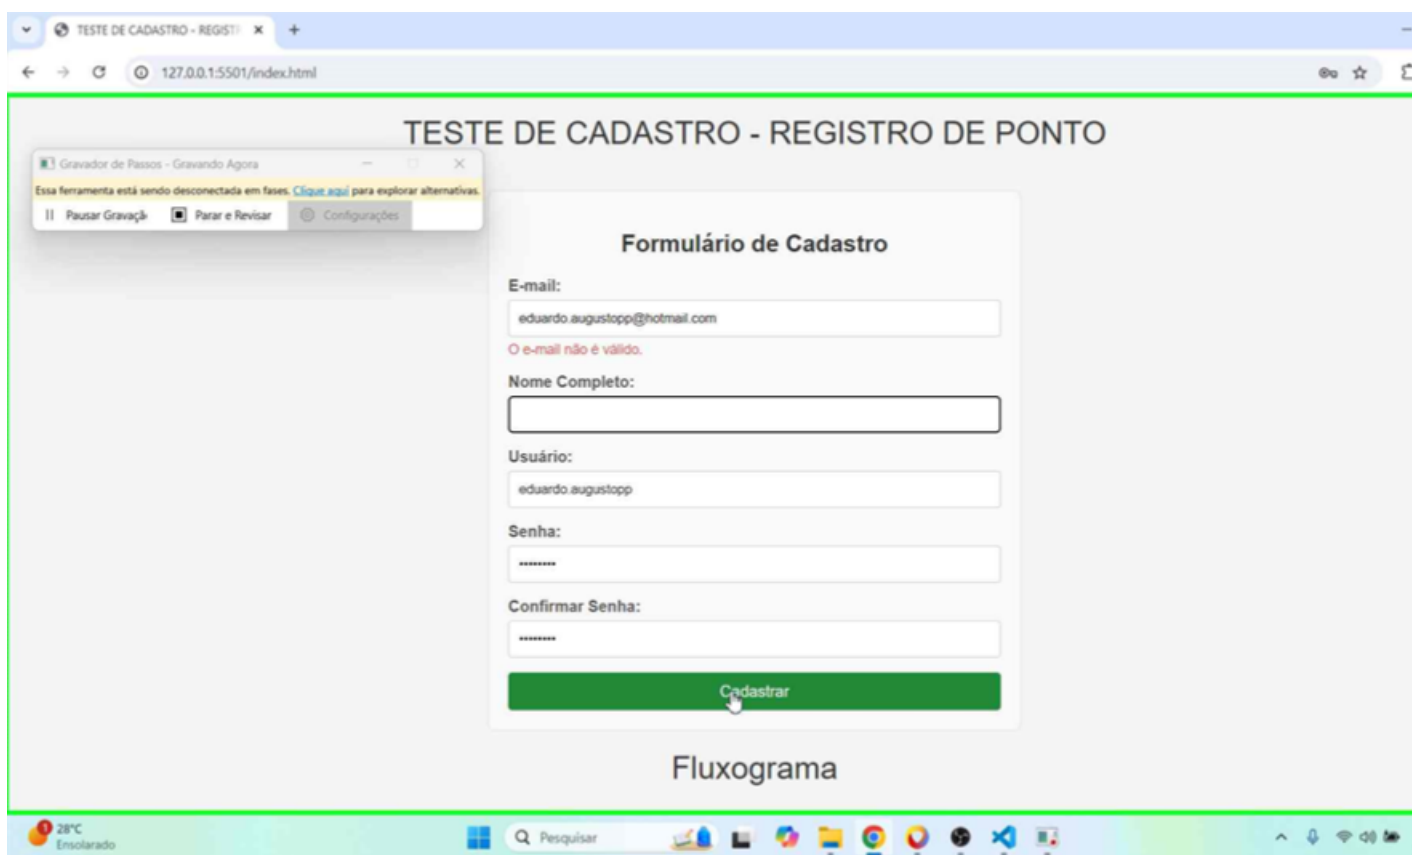 TESTE DE CADASTRO - REGISTR
127.0.0.1:5501/index.html
TESTE DE CADASTRO - REGISTRO DE PONTO
Gravador de Passos - Gravando Agora
Essa ferramenta está sendo desconectada em fases. Clique aqui para explorar alternativas.
Pausar Gravaçã Parar e Revisar Configurações
Formulário de Cadastro
E-mail:
eduardo.augustopp@hotmail.com
O e-mail não é válido.
Nome Completo:
Usuário:
eduardo.augustopp
Senha:
••••••••
Confirmar Senha:
••••••••
Cadastrar
Fluxograma
1 28°C
Ensolarado
Pesquisar